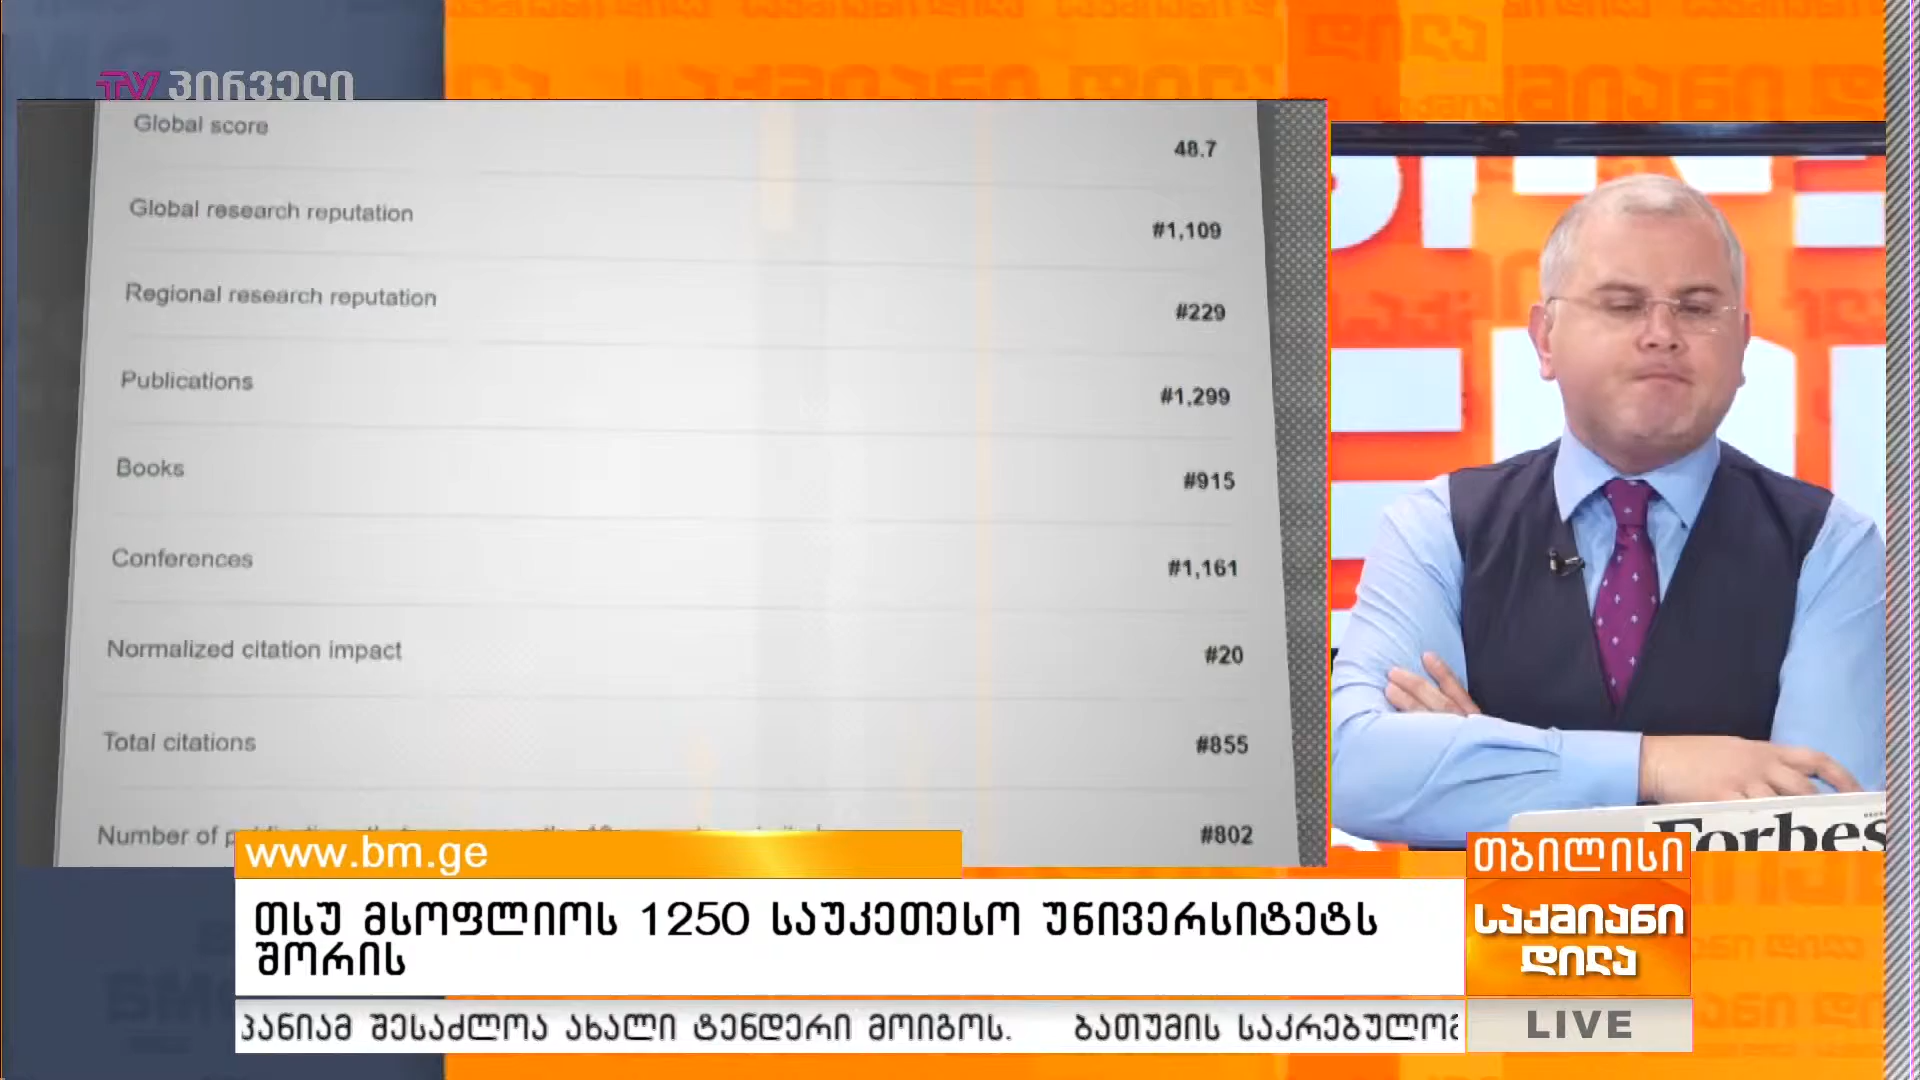 TV პირველი
Global score 48.7
Global research reputation #1,109
Regional research reputation #229
Publications #1,299
Books #915
Conferences #1,161
Normalized citation impact #20
Total citations #855
Number of #802
www.bm.ge
თსუ მსოფლიოს 1250 საუკეთესო უნივერსიტეტს
შორის
პანიამ შესაძლოა ახალი ტენდერი მოიგოს. ბათუმის
Forbes
თბილისი
საქმიანი
დილა
LIVE